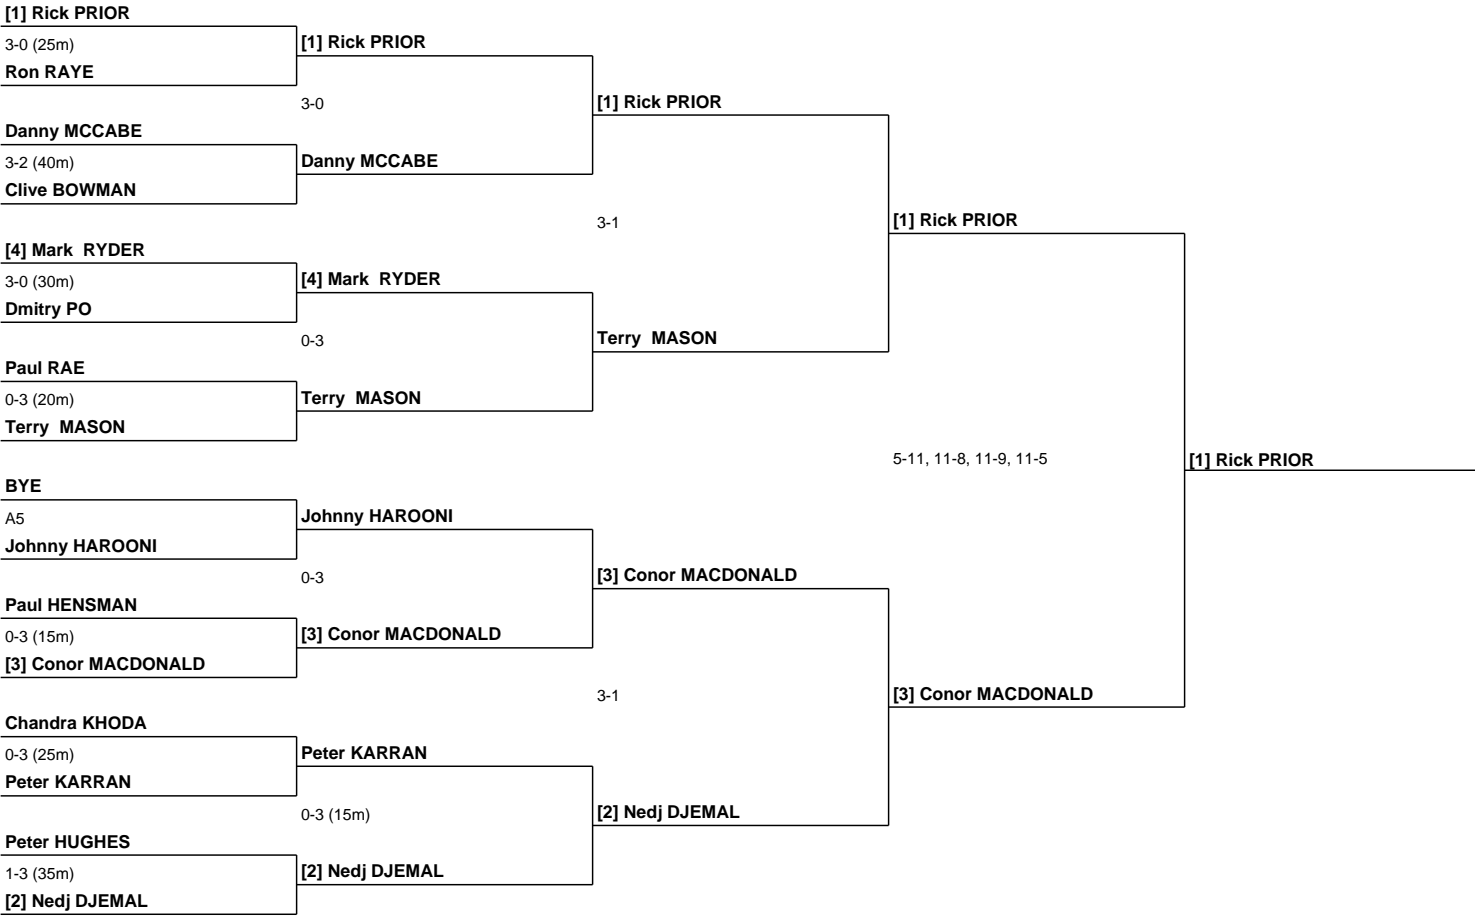 [1] Rick PRIOR
3-0 (25m)
Ron RAYE
Danny MCCABE
3-2 (40m)
Clive BOWMAN
[4] Mark  RYDER
3-0 (30m)
Dmitry PO
Paul RAE
0-3 (20m)
Terry  MASON
BYE
A5
Johnny HAROONI
Paul HENSMAN
0-3 (15m)
[3] Conor MACDONALD
Chandra KHODA
0-3 (25m)
Peter KARRAN
Peter HUGHES
1-3 (35m)
[2] Nedj DJEMAL
[1] Rick PRIOR
3-0
Danny MCCABE
[4] Mark  RYDER
0-3
Terry  MASON
Johnny HAROONI
0-3
[3] Conor MACDONALD
Peter KARRAN
0-3 (15m)
[2] Nedj DJEMAL
[1] Rick PRIOR
3-1
Terry  MASON
[3] Conor MACDONALD
3-1
[2] Nedj DJEMAL
[1] Rick PRIOR
5-11, 11-8, 11-9, 11-5
[3] Conor MACDONALD
[1] Rick PRIOR